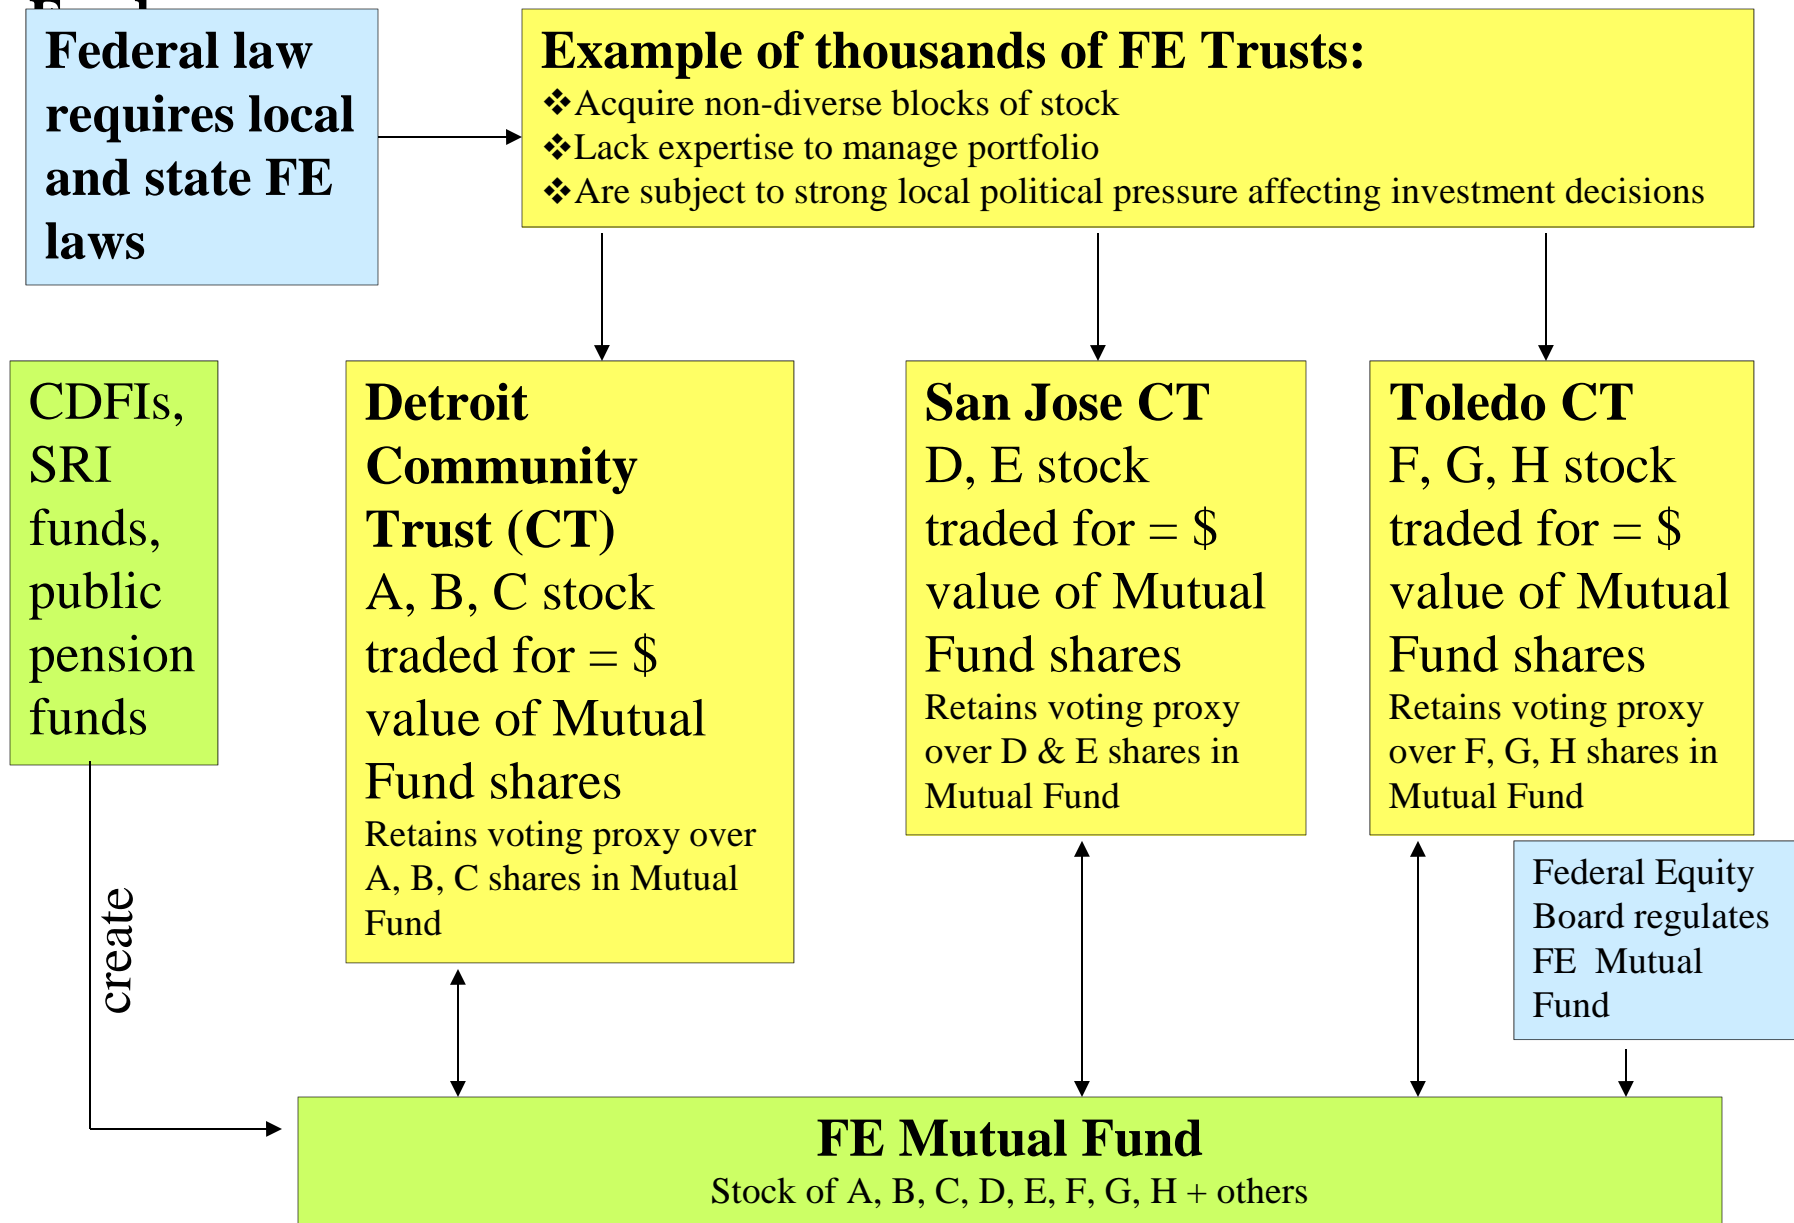 Federal law
requires local
and state FE
laws
Example of thousands of FE Trusts:
❖Acquire non-diverse blocks of stock
❖Lack expertise to manage portfolio
❖Are subject to strong local political pressure affecting investment decisions
CDFIs,
SRI
funds,
public
pension
funds
create
Detroit
Community
Trust (CT)
A, B, C stock
traded for = $
value of Mutual
Fund shares
Retains voting proxy over
A, B, C shares in Mutual
Fund
San Jose CT
D, E stock
traded for = $
value of Mutual
Fund shares
Retains voting proxy
over D & E shares in
Mutual Fund
Toledo CT
F, G, H stock
traded for = $
value of Mutual
Fund shares
Retains voting proxy
over F, G, H shares in
Mutual Fund
Federal Equity
Board regulates
FE  Mutual
Fund
FE Mutual Fund
Stock of A, B, C, D, E, F, G, H + others